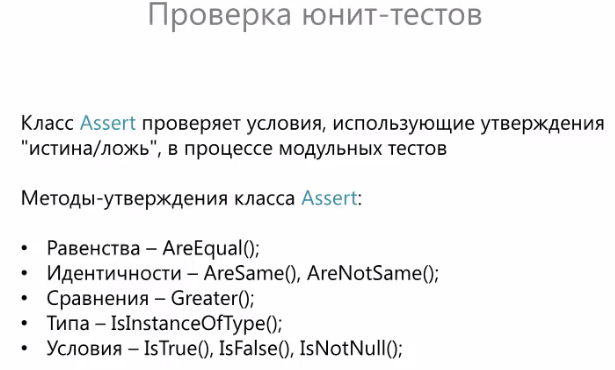 Проверка юнит-тестов
Класс Assert проверяет условия, использующие утверждения
"истина/ложь", в процессе модульных тестов
Методы-утверждения класса Assert:
• Равенства – AreEqual();
• Идентичности – AreSame(), AreNotSame();
• Сравнения – Greater();
• Типа – IsInstanceOfType();
• Условия – IsTrue(), IsFalse(), IsNotNull();